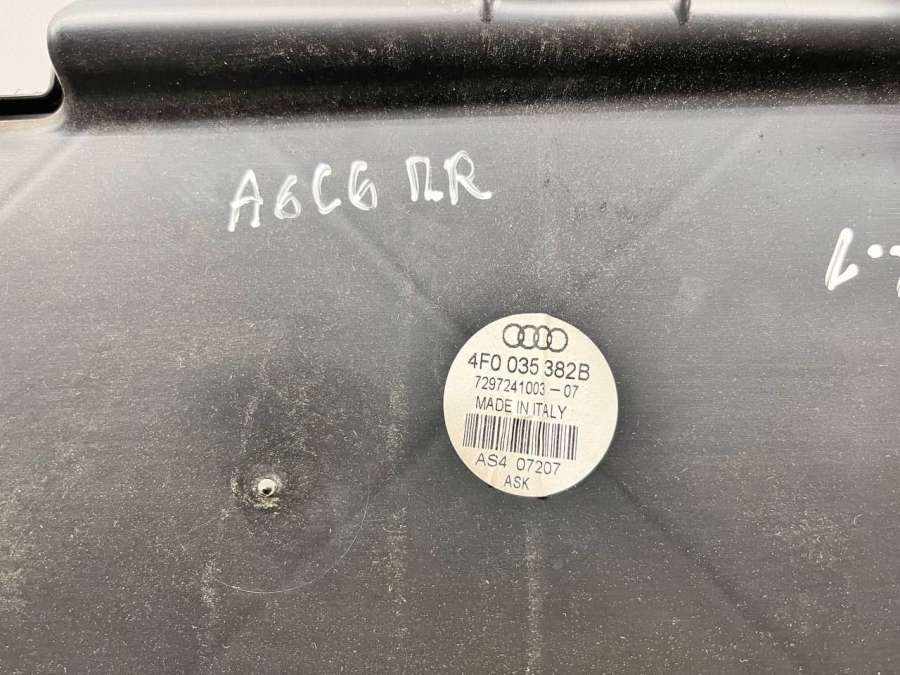 A6C6 ПR
4F0 035 382B
7297241003-07
MADE IN ITALY
AS4 07207
ASK